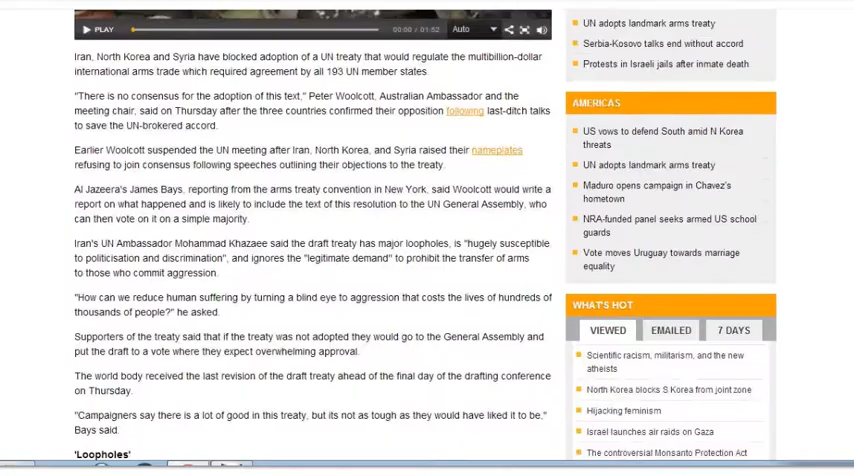 PLAY
00:00 / 01:52
Auto
Iran, North Korea and Syria have blocked adoption of a UN treaty that would regulate the multibillion-dollar
international arms trade which required agreement by all 193 UN member states.
"There is no consensus for the adoption of this text," Peter Woolcott, Australian Ambassador and the
meeting chair, said on Thursday after the three countries confirmed their opposition following last-ditch talks
to save the UN-brokered accord.
Earlier Woolcott suspended the UN meeting after Iran, North Korea, and Syria raised their nameplates
refusing to join consensus following speeches outlining their objections to the treaty.
Al Jazeera's James Bays, reporting from the arms treaty convention in New York, said Woolcott would write a
report on what happened and is likely to include the text of this resolution to the UN General Assembly, who
can then vote on it on a simple majority.
Iran's UN Ambassador Mohammad Khazaee said the draft treaty has major loopholes, is "hugely susceptible
to politicisation and discrimination", and ignores the "legitimate demand" to prohibit the transfer of arms
to those who commit aggression.
"How can we reduce human suffering by turning a blind eye to aggression that costs the lives of hundreds of
thousands of people?" he asked.
Supporters of the treaty said that if the treaty was not adopted they would go to the General Assembly and
put the draft to a vote where they expect overwhelming approval.
The world body received the last revision of the draft treaty ahead of the final day of the drafting conference
on Thursday.
"Campaigners say there is a lot of good in this treaty, but its not as tough as they would have liked it to be,"
Bays said.
'Loopholes'
UN adopts landmark arms treaty
Serbia-Kosovo talks end without accord
Protests in Israeli jails after inmate death
AMERICAS
US vows to defend South amid N Korea
threats
UN adopts landmark arms treaty
Maduro opens campaign in Chavez's
hometown
NRA-funded panel seeks armed US school
guards
Vote moves Uruguay towards marriage
equality
WHAT'S HOT
VIEWED EMAILED 7 DAYS
Scientific racism, militarism, and the new
atheists
North Korea blocks S Korea from joint zone
Hijacking feminism
Israel launches air raids on Gaza
The controversial Monsanto Protection Act